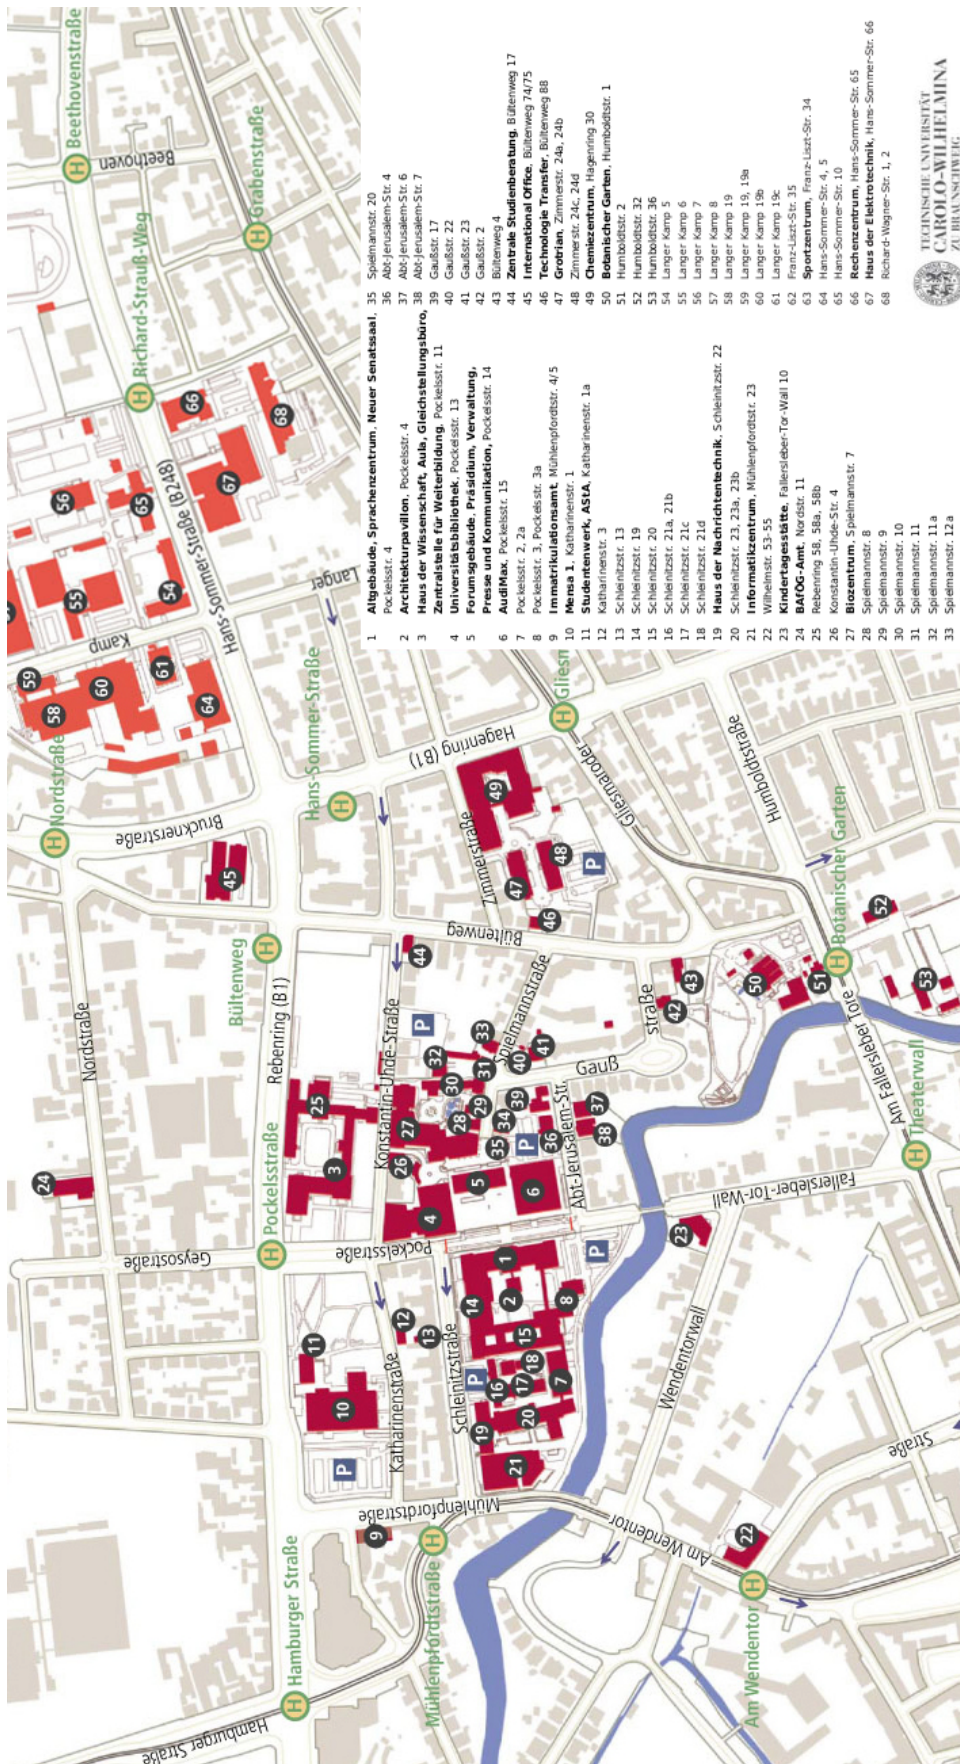 Hamburger Straße
Hamburger Straße
Mühlenpfordtstraße
Mühlenpfordtstraße
Am Wendentor
Am Wendentor
Nordstraße
Nordstraße
Geysostraße
Pockelsstraße
Pockelsstraße
Rebenring (B1)
Bültenweg
Bültenweg
Brucknerstraße
Konstantin-Uhde-Straße
Katharinenstraße
Schleinitzstraße
Spielmannstraße
Zimmerstraße
Hagenring (B1)
Abt-Jerusalem-Str.
Gauß
straße
Fallersleber-Tor-Wall
Wendentorwall
Straße
Am Fallersleber Tore
Theaterwall
Botanischer Garten
Humboldtstraße
Gliesmaroder
Gliesm
Hans-Sommer-Straße
Hans-Sommer-Straße (B248)
Langer
Kamp
Richard-Strauß-Weg
Beethovenstraße
Beethoven
Grabenstraße
1 Altgebäude, Sprachenzentrum, Neuer Senatssaal,
Pockelsstr. 4
2 Architekturpavillon, Pockelsstr. 4
3 Haus der Wissenschaft, Aula, Gleichstellungsbüro,
Zentralstelle für Weiterbildung, Pockelsstr. 11
4 Universitätsbibliothek, Pockelsstr. 13
5 Forumsgebäude, Präsidium, Verwaltung,
Presse und Kommunikation, Pockelsstr. 14
6 AudiMax, Pockelsstr. 15
7 Pockelsstr. 2, 2a
8 Pockelsstr. 3, Pockelsstr. 3a
9 Immatrikulationsamt, Mühlenpfordtstr. 4/5
10 Mensa 1, Katharinenstr. 1
11 Studentenwerk, AStA, Katharinenstr. 1a
12 Katharinenstr. 3
13 Schleinitzstr. 13
14 Schleinitzstr. 19
15 Schleinitzstr. 20
16 Schleinitzstr. 21a, 21b
17 Schleinitzstr. 21c
18 Schleinitzstr. 21d
19 Haus der Nachrichtentechnik, Schleinitzstr. 22
20 Schleinitzstr. 23, 23a, 23b
21 Informatikzentrum, Mühlenpfordtstr. 23
22 Wilhelmstr. 53-55
23 Kindertagesstätte, Fallersleber-Tor-Wall 10
24 BAföG-Amt, Nordstr. 11
25 Rebenring 58, 58a, 58b
26 Konstantin-Uhde-Str. 4
27 Biozentrum, Spielmannstr. 7
28 Spielmannstr. 8
29 Spielmannstr. 9
30 Spielmannstr. 10
31 Spielmannstr. 11
32 Spielmannstr. 11a
33 Spielmannstr. 12a
35 Spielmannstr. 20
36 Abt-Jerusalem-Str. 4
37 Abt-Jerusalem-Str. 6
38 Abt-Jerusalem-Str. 7
39 Gaußstr. 17
40 Gaußstr. 22
41 Gaußstr. 23
42 Gaußstr. 2
43 Bültenweg 4
44 Zentrale Studienberatung, Bültenweg 17
45 International Office, Bültenweg 74/75
46 Technologie Transfer, Bültenweg 88
47 Grotrian, Zimmerstr. 24a, 24b
48 Zimmerstr. 24c, 24d
49 Chemiezentrum, Hagenring 30
50 Botanischer Garten, Humboldtstr. 1
51 Humboldtstr. 2
52 Humboldtstr. 32
53 Humboldtstr. 36
54 Langer Kamp 5
55 Langer Kamp 6
56 Langer Kamp 7
57 Langer Kamp 8
58 Langer Kamp 19
59 Langer Kamp 19, 19a
60 Langer Kamp 19b
61 Langer Kamp 19c
62 Franz-Liszt-Str. 35
63 Sportzentrum, Franz-Liszt-Str. 34
64 Hans-Sommer-Str. 4, 5
65 Hans-Sommer-Str. 10
66 Rechenzentrum, Hans-Sommer-Str. 65
67 Haus der Elektrotechnik, Hans-Sommer-Str. 66
68 Richard-Wagner-Str. 1, 2
TECHNISCHE UNIVERSITÄT
CAROLO-WILHELMINA
ZU BRAUNSCHWEIG